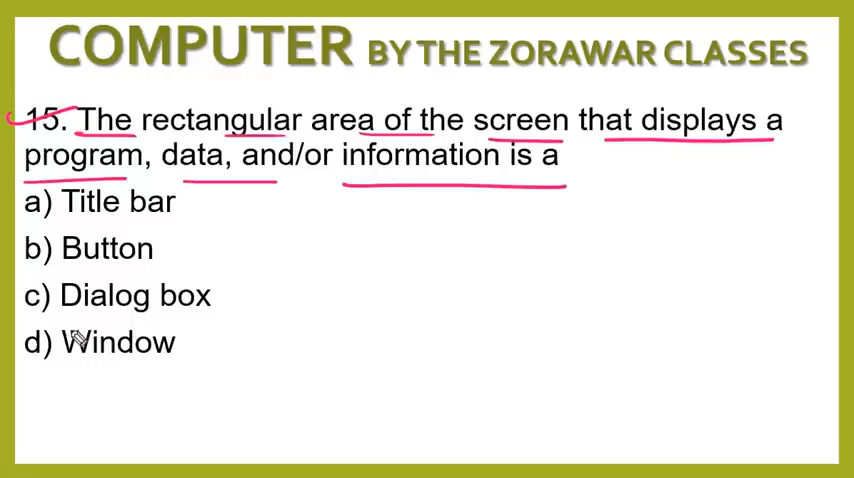 COMPUTER BY THE ZORAWAR CLASSES
15. The rectangular area of the screen that displays a
program, data, and/or information is a
a) Title bar
b) Button
c) Dialog box
d) Window